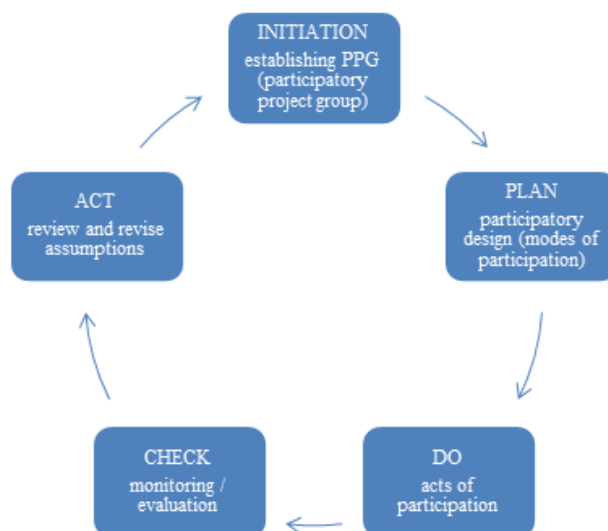 INITIATION
establishing PPG
(participatory
project group)
PLAN
participatory
design (modes of
participation)
DO
acts of
participation
CHECK
monitoring /
evaluation
ACT
review and revise
assumptions